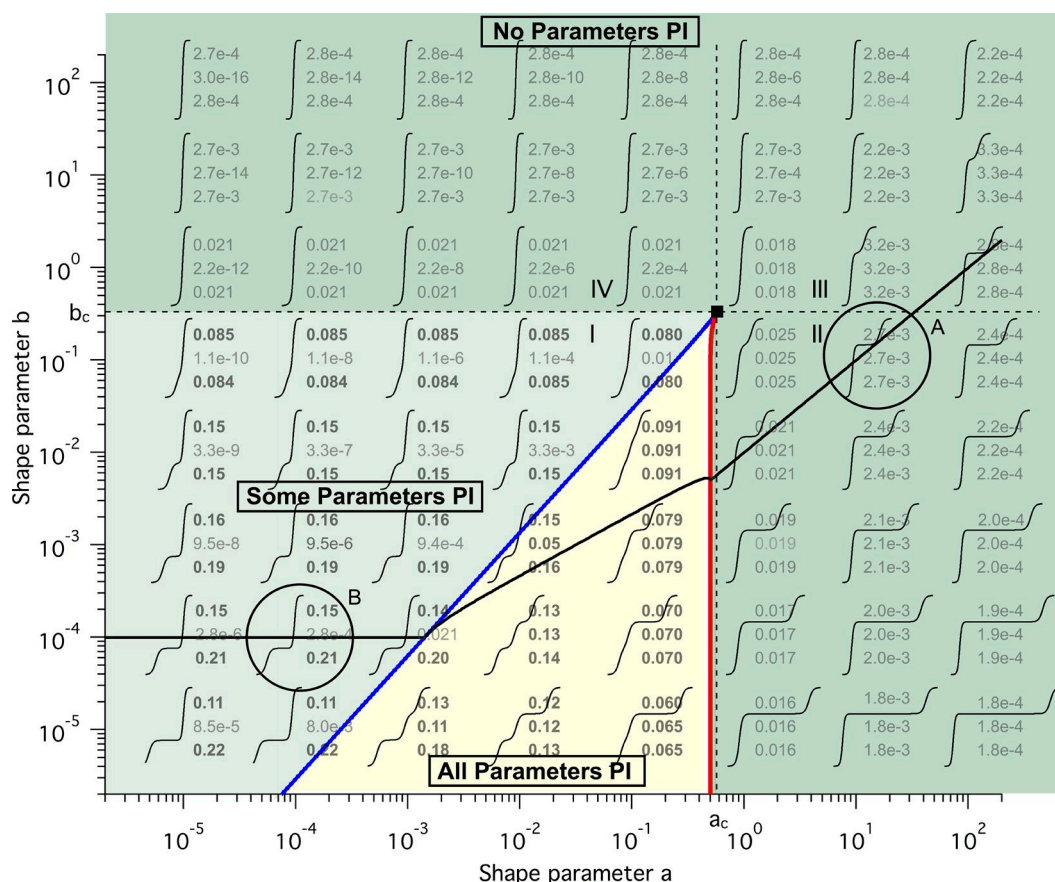 No Parameters PI
10²
2.7e-4 2.8e-4 2.8e-4 2.8e-4 2.8e-4 2.8e-4 2.8e-4 2.2e-4
3.0e-16 2.8e-14 2.8e-12 2.8e-10 2.8e-8 2.8e-6 2.8e-4 2.2e-4
2.8e-4 2.8e-4 2.8e-4 2.8e-4 2.8e-4 2.8e-4 2.8e-4 2.2e-4
10¹
2.7e-3 2.7e-3 2.7e-3 2.7e-3 2.7e-3 2.7e-3 2.2e-3 3.3e-4
2.7e-14 2.7e-12 2.7e-10 2.7e-8 2.7e-6 2.7e-4 2.2e-3 3.3e-4
2.7e-3 2.7e-3 2.7e-3 2.7e-3 2.7e-3 2.7e-3 2.2e-3 3.3e-4
10⁰
0.021 0.021 0.021 0.021 0.021 0.018 3.2e-3 2.8e-4
2.2e-12 2.2e-10 2.2e-8 2.2e-6 2.2e-4 0.018 3.2e-3 2.8e-4
0.021 0.021 0.021 0.021 0.021 0.018 3.2e-3 2.8e-4
IV III
b_c
I II A
10⁻¹
0.085 0.085 0.085 0.085 0.080 0.025 2.7e-3 2.4e-4
1.1e-10 1.1e-8 1.1e-6 1.1e-4 0.025 2.7e-3 2.4e-4
0.084 0.084 0.084 0.085 0.080 0.025 2.7e-3 2.4e-4
10⁻²
0.15 0.15 0.15 0.15 0.091 0.021 2.4e-3 2.2e-4
3.3e-9 3.3e-7 3.3e-5 3.3e-3 0.091 0.021 2.4e-3 2.2e-4
0.15 0.15 0.15 0.15 0.091 0.021 2.4e-3 2.2e-4
Some Parameters PI
10⁻³
0.16 0.16 0.16 0.15 0.079 0.019 2.1e-3 2.0e-4
9.5e-8 9.5e-6 9.4e-4 0.05 0.079 0.019 2.1e-3 2.0e-4
0.19 0.19 0.19 0.16 0.079 0.019 2.1e-3 2.0e-4
B
10⁻⁴
0.15 0.15 0.14 0.13 0.070 0.017 2.0e-3 1.9e-4
2.8e-6 2.8e-4 0.021 0.13 0.070 0.017 2.0e-3 1.9e-4
0.21 0.21 0.20 0.14 0.070 0.017 2.0e-3 1.9e-4
10⁻⁵
0.11 0.11 0.13 0.12 0.060 0.016 1.8e-3 1.8e-4
8.5e-5 8.0e-3 0.11 0.12 0.065 0.016 1.8e-3 1.8e-4
0.22 0.22 0.18 0.13 0.065 0.016 1.8e-3 1.8e-4
All Parameters PI
Shape parameter b
10⁻⁵ 10⁻⁴ 10⁻³ 10⁻² 10⁻¹ a_c 10⁰ 10¹ 10²
Shape parameter a